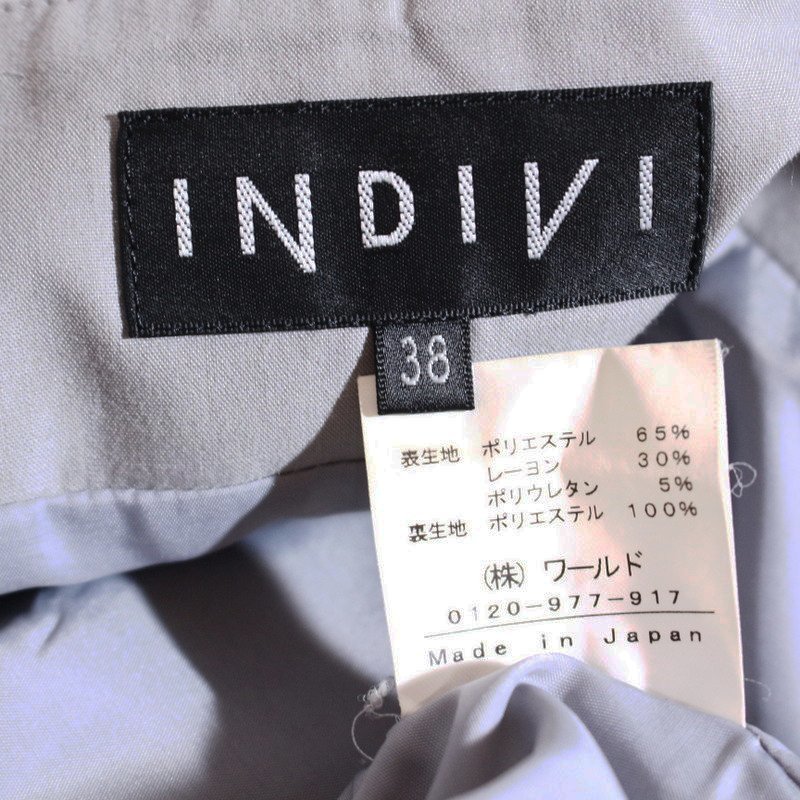 INDIVI
38
表生地 ポリエステル 65%
レーヨン 30%
ポリウレタン 5%
裏生地 ポリエステル 100%
(株) ワールド
0120-977-917
Made in Japan